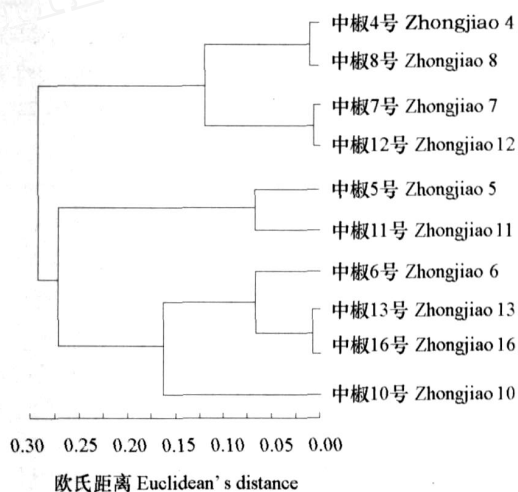 中椒4号 Zhongjiao 4
中椒8号 Zhongjiao 8
中椒7号 Zhongjiao 7
中椒12号 Zhongjiao 12
中椒5号 Zhongjiao 5
中椒11号 Zhongjiao 11
中椒6号 Zhongjiao 6
中椒13号 Zhongjiao 13
中椒16号 Zhongjiao 16
中椒10号 Zhongjiao 10
0.30 0.25 0.20 0.15 0.10 0.05 0.00
欧氏距离 Euclidean's distance